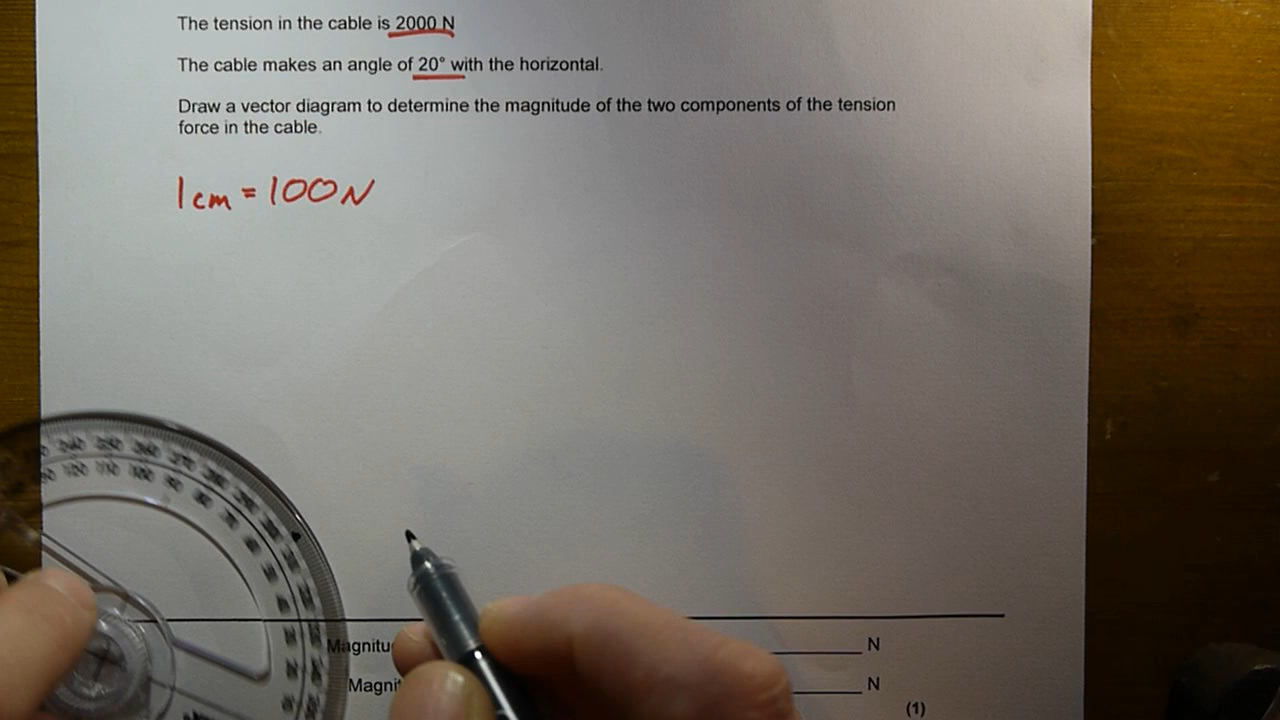 The tension in the cable is 2000 N
The cable makes an angle of 20° with the horizontal.
Draw a vector diagram to determine the magnitude of the two components of the tension
force in the cable.
1cm = 100N
N
N
(1)